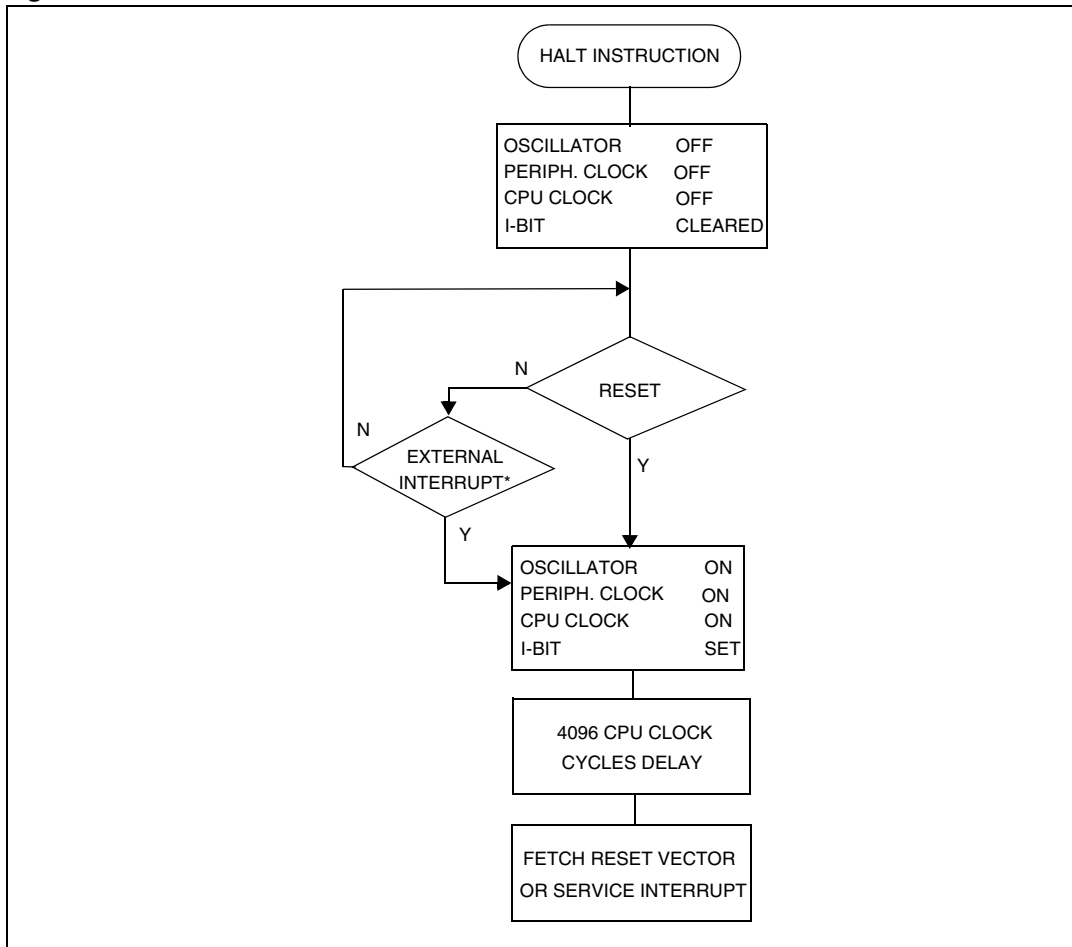 HALT INSTRUCTION
OSCILLATOR OFF
PERIPH. CLOCK OFF
CPU CLOCK OFF
I-BIT CLEARED
N
RESET
N
EXTERNAL
INTERRUPT*
Y
Y
OSCILLATOR ON
PERIPH. CLOCK ON
CPU CLOCK ON
I-BIT SET
4096 CPU CLOCK
CYCLES DELAY
FETCH RESET VECTOR
OR SERVICE INTERRUPT